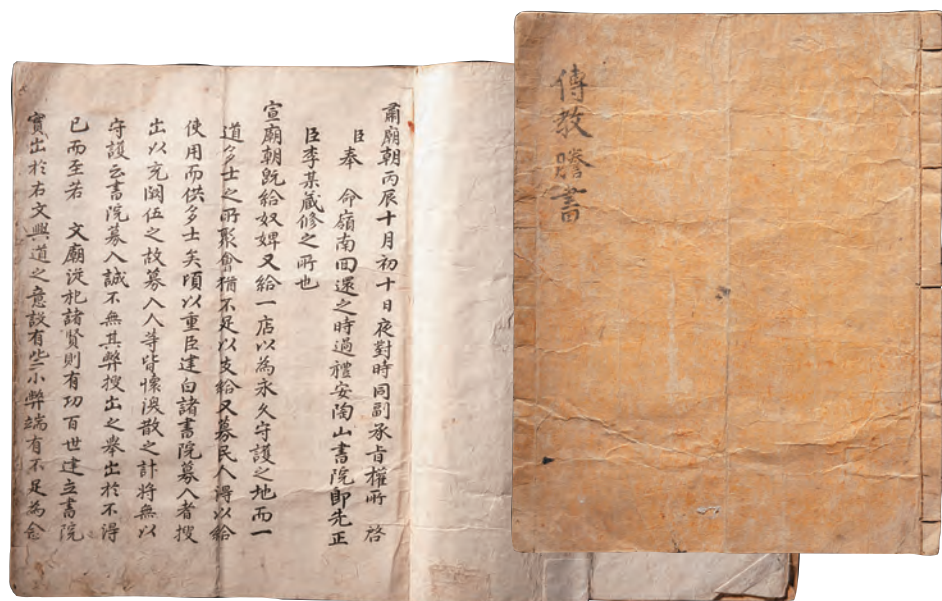 傳教謄書
肅廟朝丙辰十月初十日夜對時同副承旨權所 啓
臣奉 命嶺南回還之時過禮安陶山書院卽先正
臣李某藏修之所也
宣廟朝旣給奴婢又給一店以為永久守護之地而一
道多士之所聚會猶不足以支給又募民人得以給
使用而供多士矣頃以重臣建白諸書院募入者搜
出以充闕伍之故募入人等皆懷渙散之計將無以
守護云書院募入誠不無其弊搜出之擧出於不得
已而至若 文廟從祀諸賢則有功百世建立書院
實出於右文興道之意設有些小弊端有不足為念